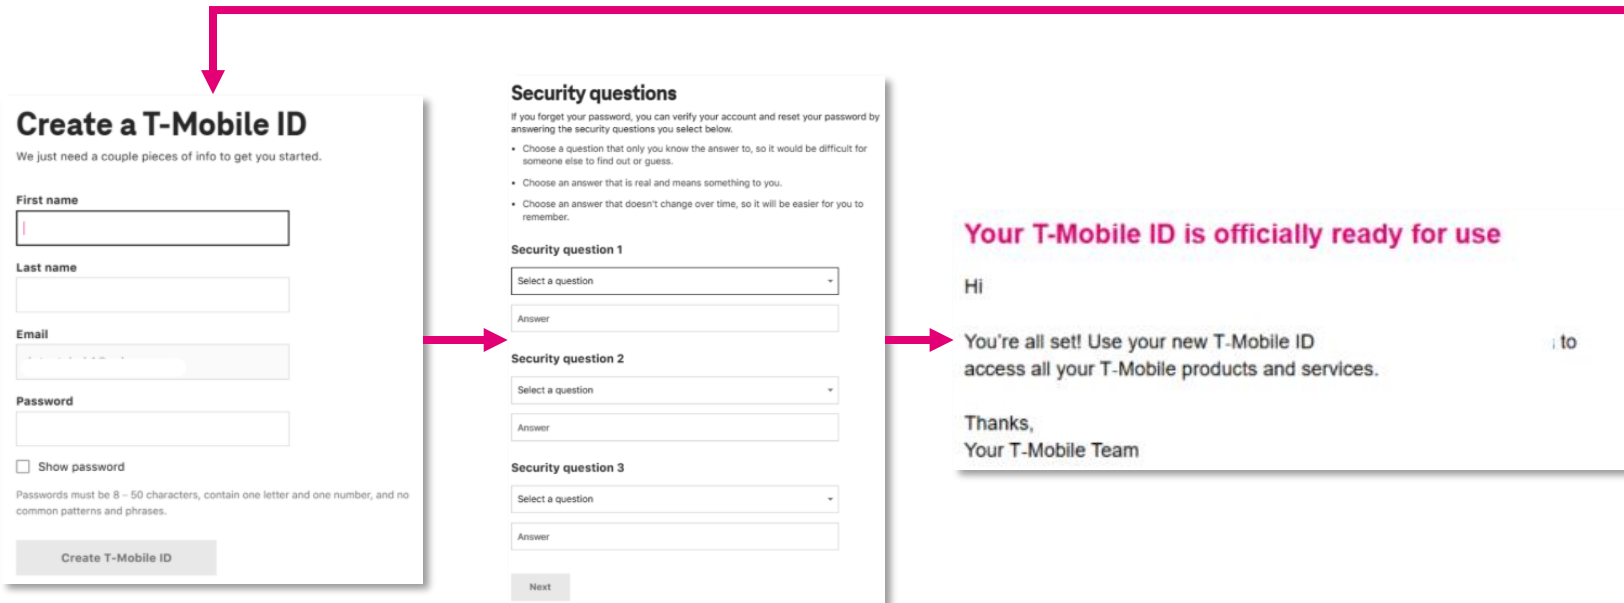 Create a T-Mobile ID
We just need a couple pieces of info to get you started.
First name
Last name
Email
Password
Show password
Passwords must be 8 – 50 characters, contain one letter and one number, and no
common patterns and phrases.
Create T-Mobile ID
Security questions
If you forget your password, you can verify your account and reset your password by
answering the security questions you select below.
• Choose a question that only you know the answer to, so it would be difficult for
someone else to find out or guess.
• Choose an answer that is real and means something to you.
• Choose an answer that doesn't change over time, so it will be easier for you to
remember.
Security question 1
Select a question
Answer
Security question 2
Select a question
Answer
Security question 3
Select a question
Answer
Next
Your T-Mobile ID is officially ready for use
Hi
You're all set! Use your new T-Mobile ID to
access all your T-Mobile products and services.
Thanks,
Your T-Mobile Team